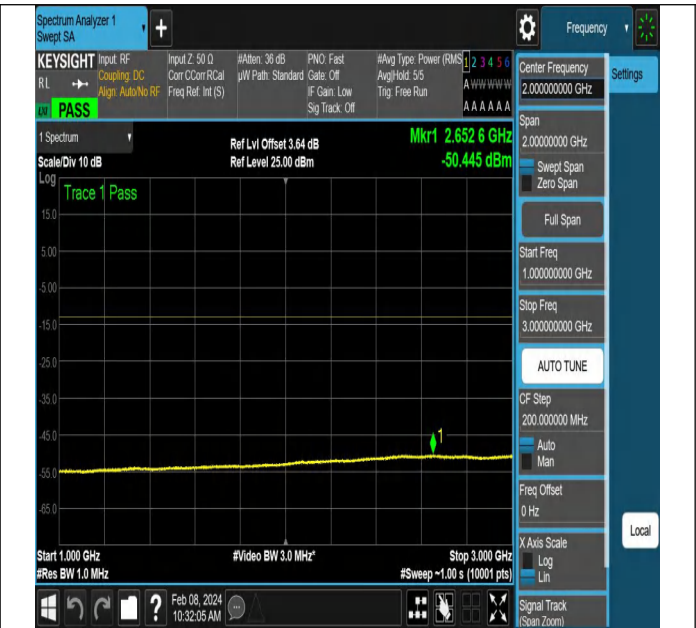 Spectrum Analyzer 1
Swept SA
+
Frequency
KEYSIGHT
Input: RF
Coupling: DC
Align: Auto/No RF
Input Z: 50 Ω
Corr CCorr RCal
Freq Ref: Int (S)
#Atten: 36 dB
µW Path: Standard
PNO: Fast
Gate: Off
IF Gain: Low
Sig Track: Off
#Avg Type: Power (RMS
Avg|Hold: 5/5
Trig: Free Run
1 2 3 4 5 6
A W W W W W
A A A A A A
RL
PASS
1 Spectrum
Scale/Div 10 dB
Ref Lvl Offset 3.64 dB
Ref Level 25.00 dBm
Mkr1 2.652 6 GHz
-50.445 dBm
Log
Trace 1 Pass
15.0
5.00
-5.00
-15.0
-25.0
-35.0
-45.0
-55.0
-65.0
1
Start 1.000 GHz
#Video BW 3.0 MHz*
Stop 3.000 GHz
#Res BW 1.0 MHz
#Sweep ~1.00 s (10001 pts)
?
Feb 08, 2024
10:32:05 AM
Center Frequency
2.000000000 GHz
Settings
Span
2.00000000 GHz
Swept Span
Zero Span
Full Span
Start Freq
1.000000000 GHz
Stop Freq
3.000000000 GHz
AUTO TUNE
CF Step
200.000000 MHz
Auto
Man
Freq Offset
0 Hz
Local
X Axis Scale
Log
Lin
Signal Track
(Span Zoom)